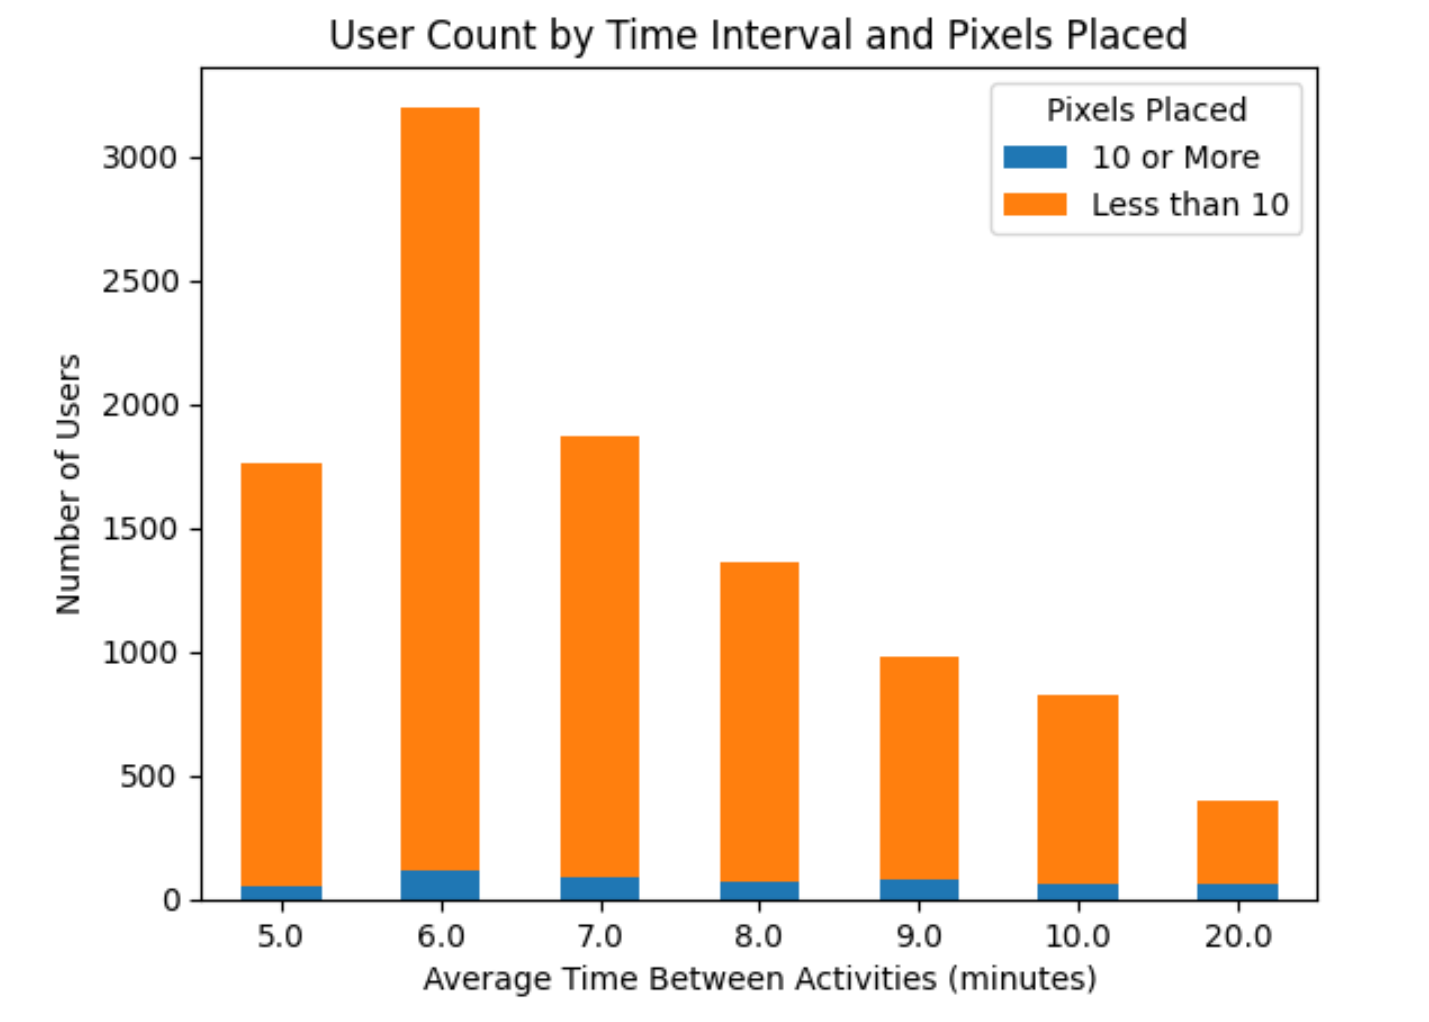 User Count by Time Interval and Pixels Placed
Pixels Placed
10 or More
Less than 10
3000
2500
2000
1500
1000
500
0
Number of Users
5.0 6.0 7.0 8.0 9.0 10.0 20.0
Average Time Between Activities (minutes)